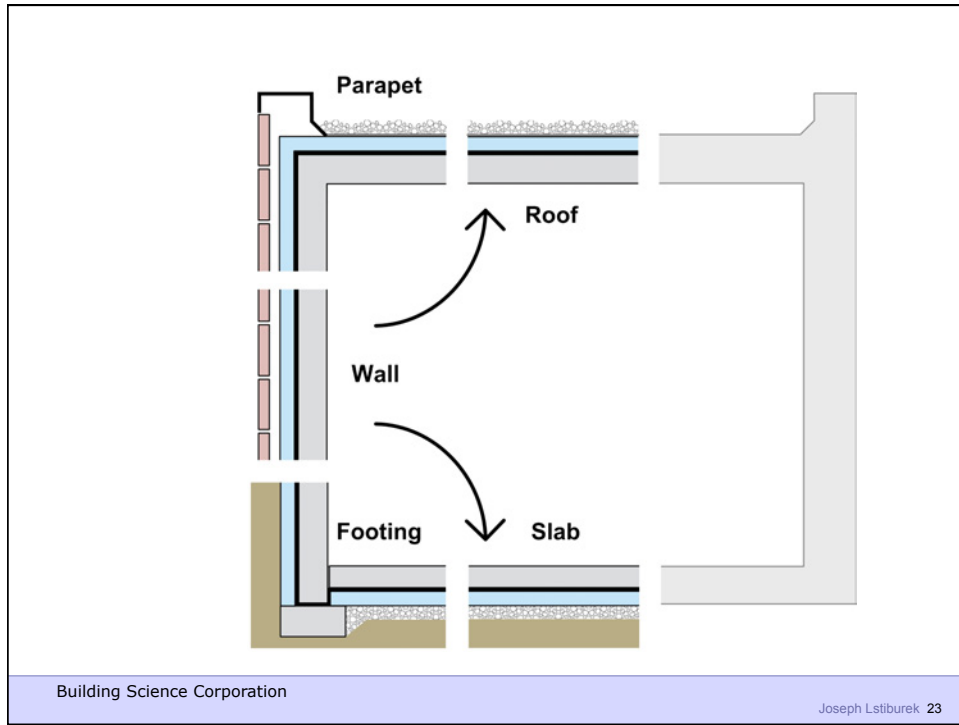 Parapet
Roof
Wall
Footing
Slab
Building Science Corporation
Joseph Lstiburek 23